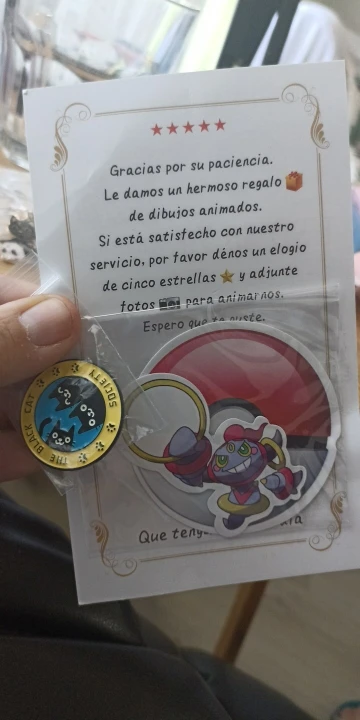 Gracias por su paciencia.
Le damos un hermoso regalo
de dibujos animados.
Si está satisfecho con nuestro
servicio, por favor dénos un elogio
de cinco estrellas y adjunte
fotos para animarnos.
Espero que te guste.
THE BLACK CAT SOCIETY
Que